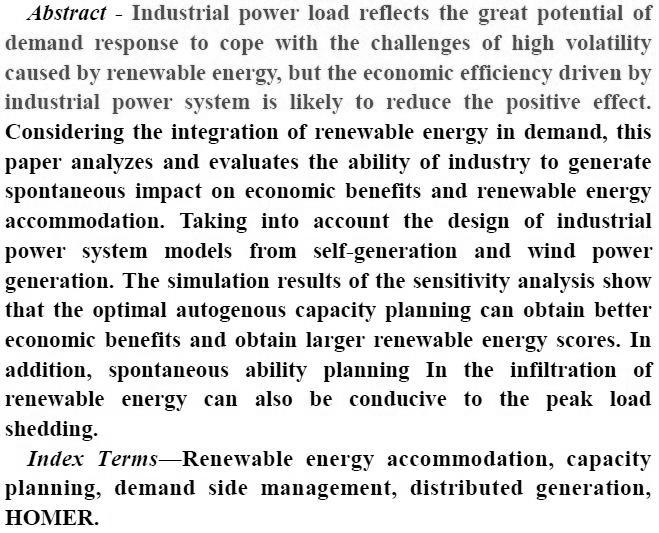 Abstract - Industrial power load reflects the great potential of
demand response to cope with the challenges of high volatility
caused by renewable energy, but the economic efficiency driven by
industrial power system is likely to reduce the positive effect.
Considering the integration of renewable energy in demand, this
paper analyzes and evaluates the ability of industry to generate
spontaneous impact on economic benefits and renewable energy
accommodation. Taking into account the design of industrial
power system models from self-generation and wind power
generation. The simulation results of the sensitivity analysis show
that the optimal autogenous capacity planning can obtain better
economic benefits and obtain larger renewable energy scores. In
addition, spontaneous ability planning In the infiltration of
renewable energy can also be conducive to the peak load
shedding.
Index Terms—Renewable energy accommodation, capacity
planning, demand side management, distributed generation,
HOMER.